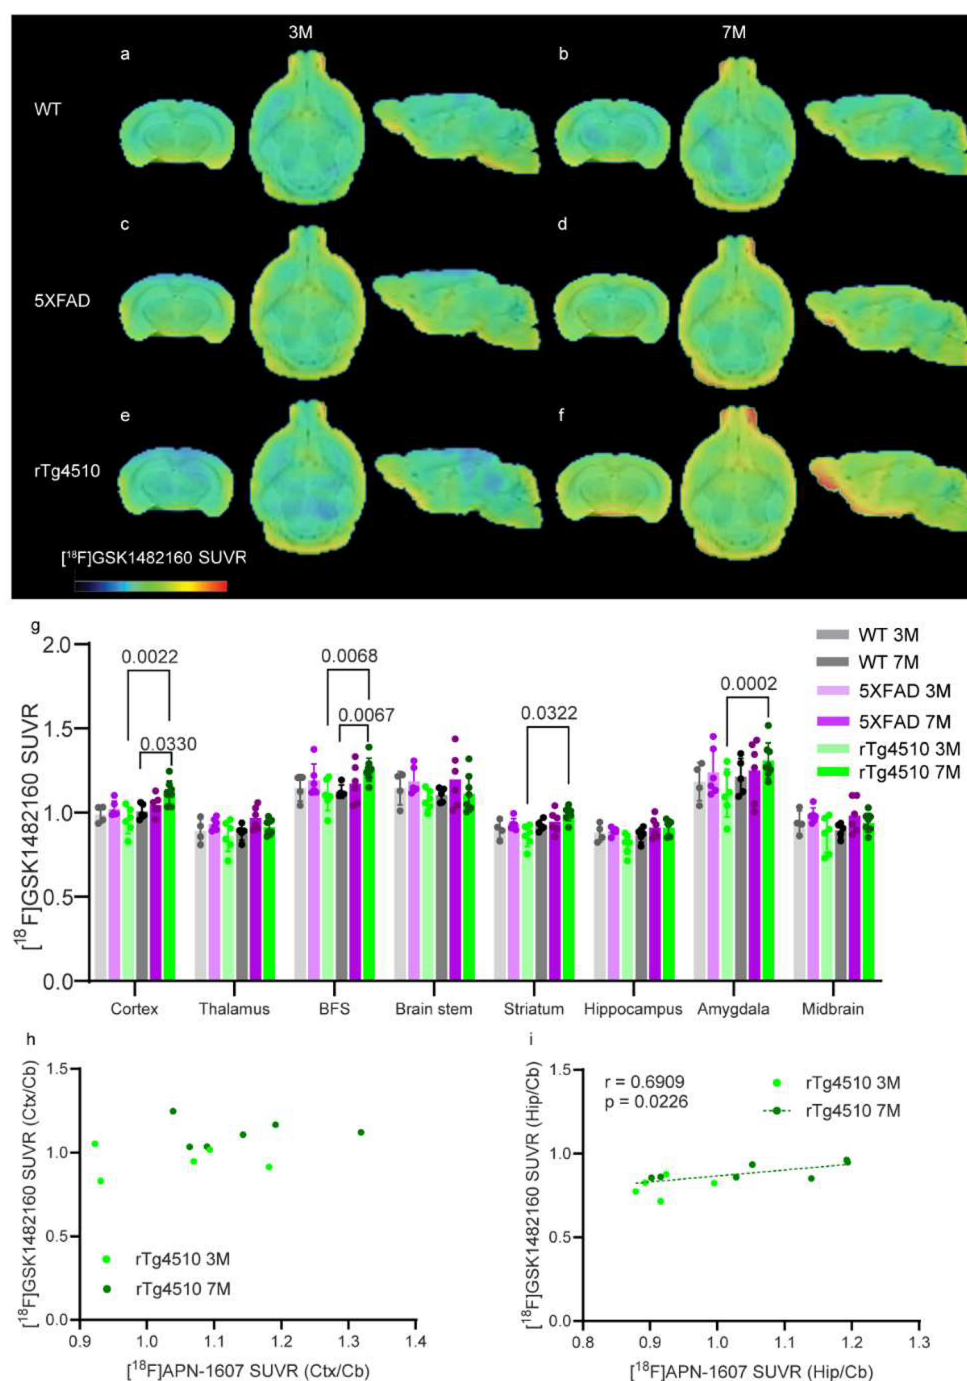 3M
7M
a
b
WT
c
d
5XFAD
e
f
rTg4510
[¹⁸F]GSK1482160 SUVR
g
2.0
1.5
1.0
0.5
0.0
[¹⁸F]GSK1482160 SUVR
0.0022
0.0330
0.0068
0.0067
0.0322
0.0002
WT 3M
WT 7M
5XFAD 3M
5XFAD 7M
rTg4510 3M
rTg4510 7M
Cortex Thalamus BFS Brain stem Striatum Hippocampus Amygdala Midbrain
h
[¹⁸F]GSK1482160 SUVR (Ctx/Cb)
1.5
1.0
0.5
0.0
rTg4510 3M
rTg4510 7M
0.9 1.0 1.1 1.2 1.3 1.4
[¹⁸F]APN-1607 SUVR (Ctx/Cb)
i
[¹⁸F]GSK1482160 SUVR (Hip/Cb)
1.5
1.0
0.5
0.0
r = 0.6909
p = 0.0226
rTg4510 3M
rTg4510 7M
0.8 0.9 1.0 1.1 1.2 1.3
[¹⁸F]APN-1607 SUVR (Hip/Cb)